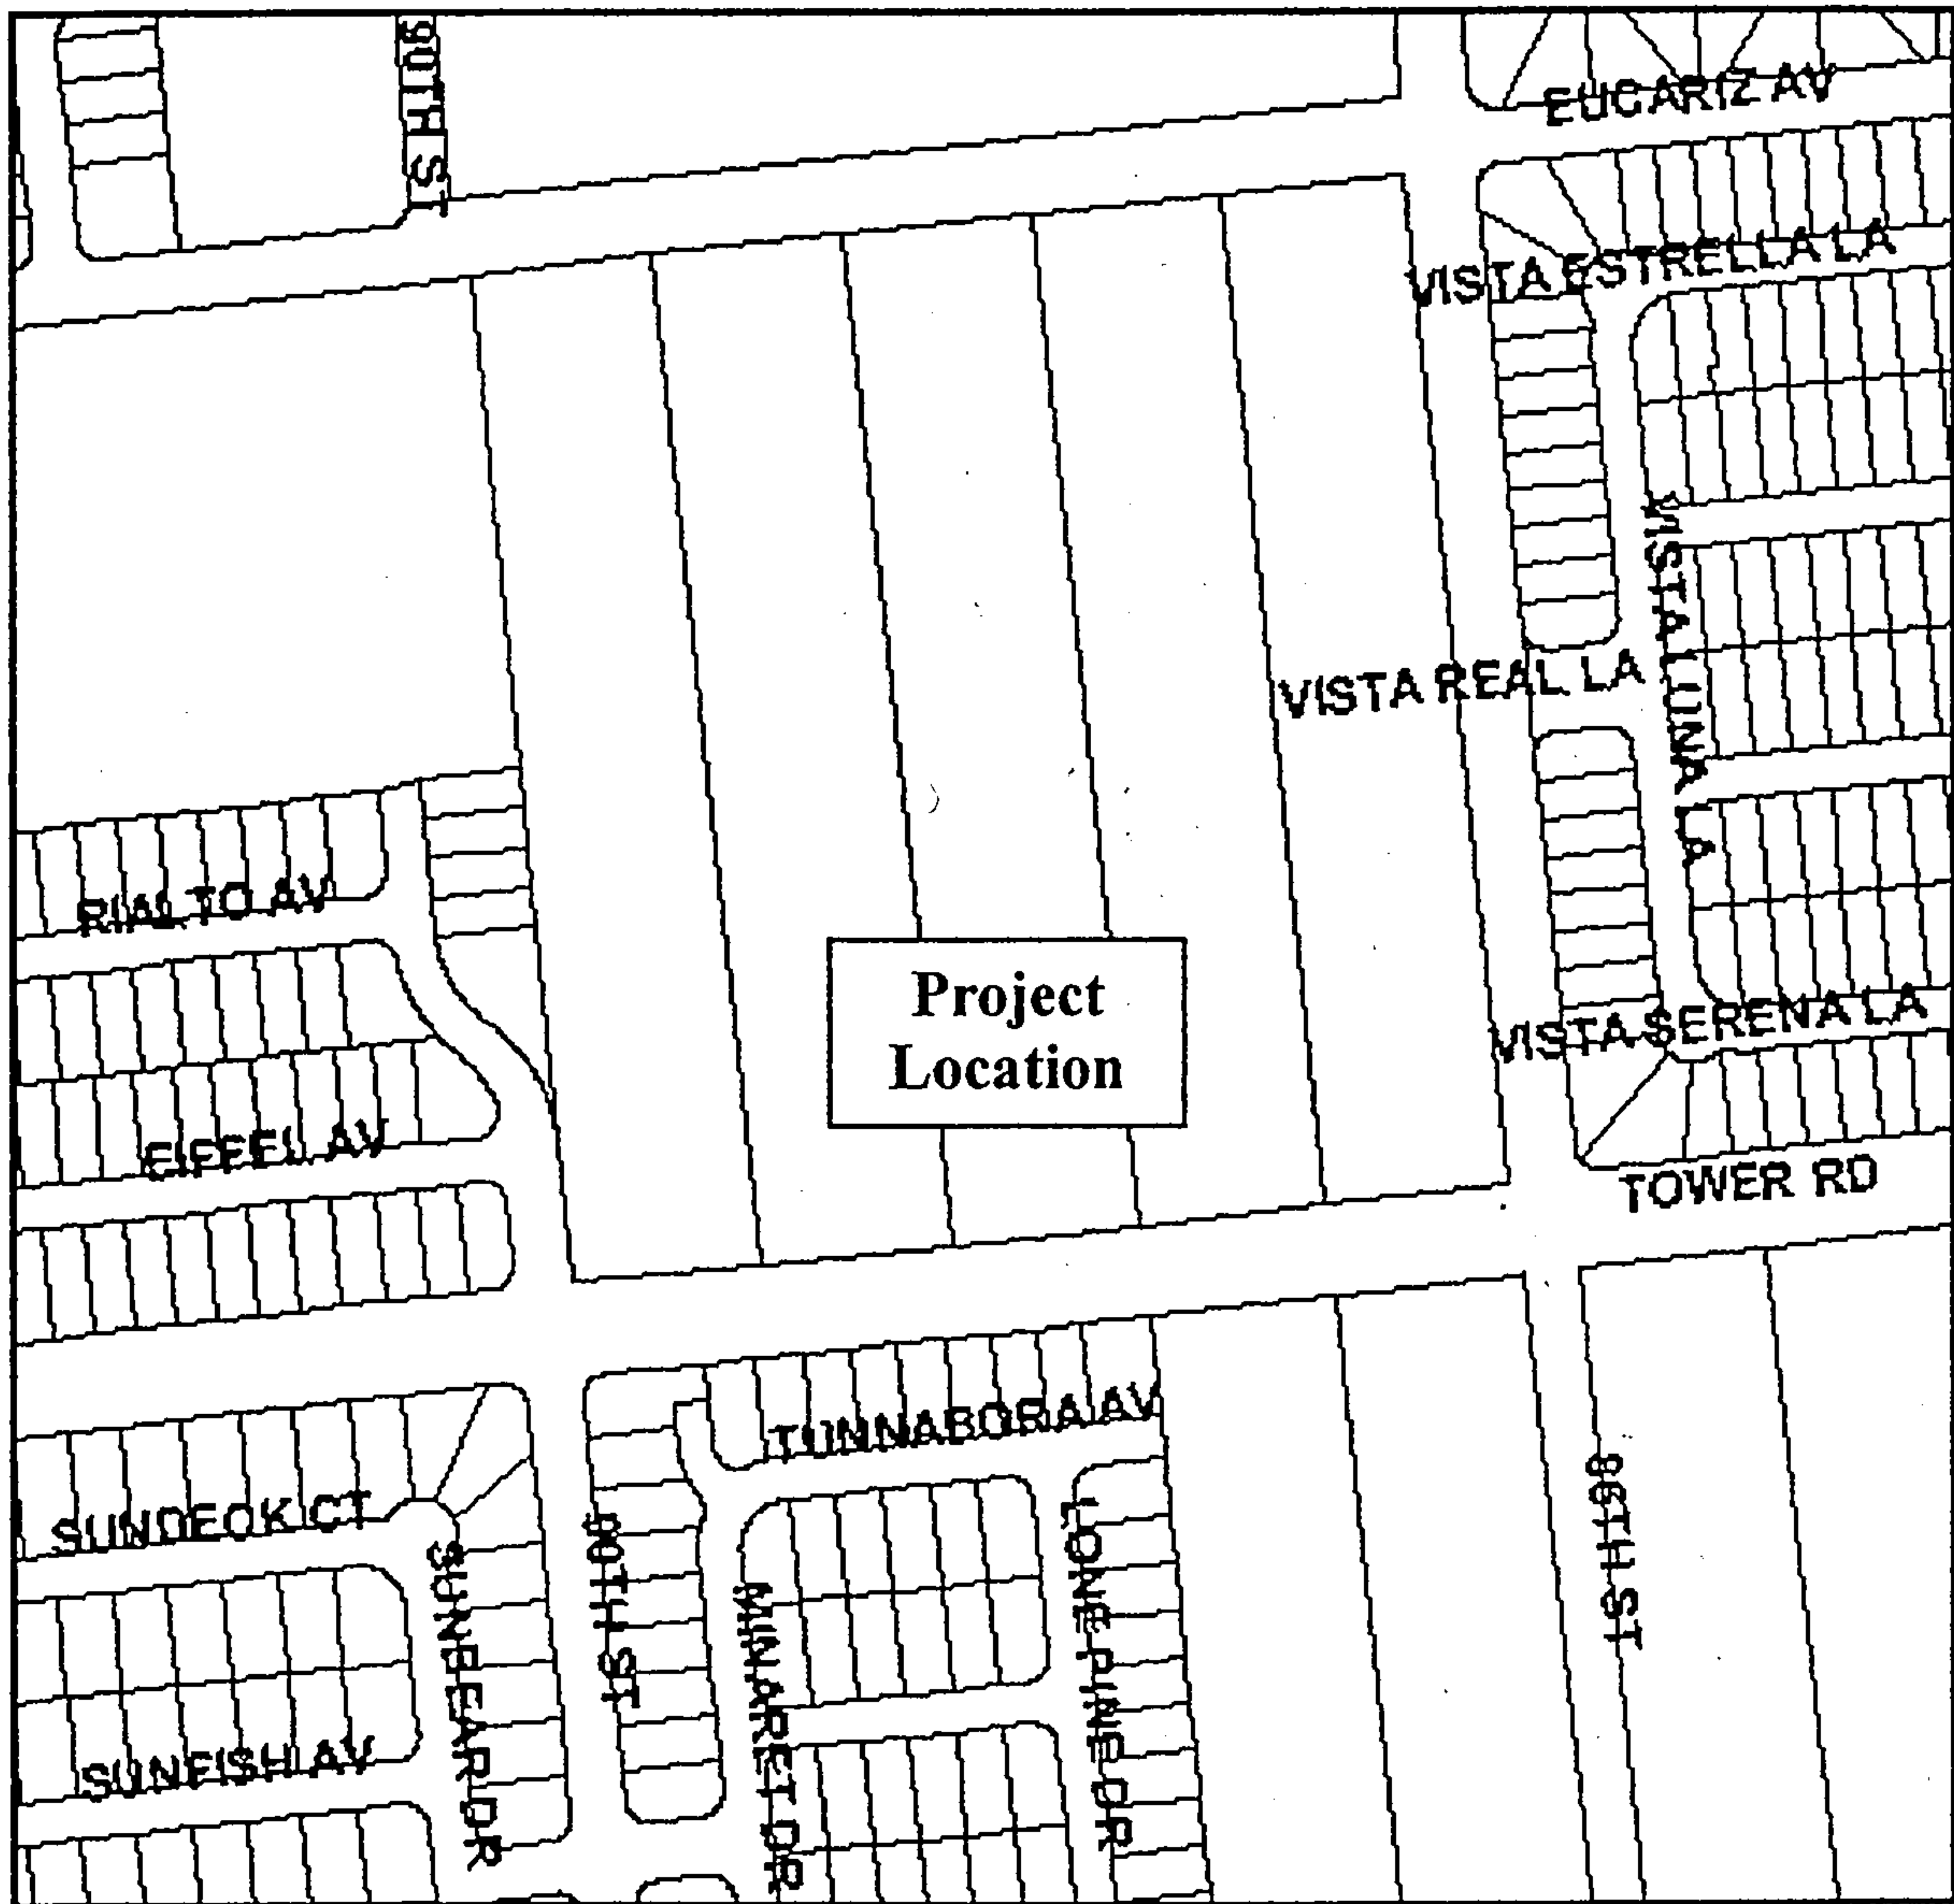 90TH ST
EUCARIZ AV
VISTA ESTRELLA LA
VISTA LUNA LA
VISTA REAL LA
RIALTO AV
Project
Location
VISTA SERENA LA
EIFFEL AV
TOWER RD
TUNNABORA AV
SUNDEOK CT
SUNBEAR DR
90TH ST
MINARET DR
LONE PINE DR
86TH ST
SUNFISH AV